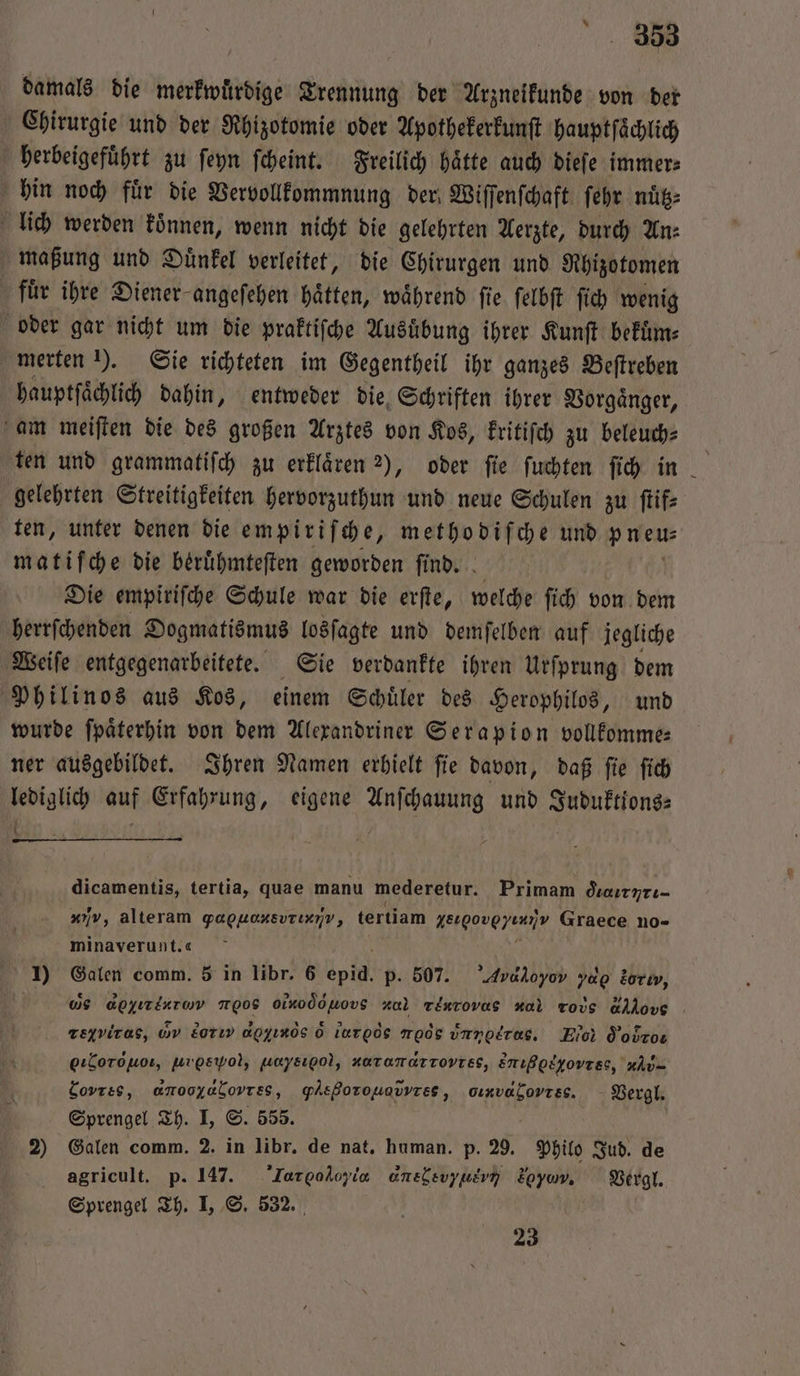 353
damals die merkwürdige Trennung der Arzneikunde von der
Chirurgie und der Rhizotomie oder Apothekerkunst hauptsächlich
herbeigeführt zu seyn scheint. Freilich hätte auch diese immer⸗
hin noch für die Vervollkommnung der Wissenschaft sehr nütz⸗
lich werden können, wenn nicht die gelehrten Aerzte, durch An⸗
maßung und Dünkel verleitet, die Chirurgen und Rhizotomen
für ihre Diener angesehen hätten, während sie selbst sich wenig
oder gar nicht um die praktische Ausübung ihrer Kunst beküm⸗
merten 1). Sie richteten im Gegentheil ihr ganzes Bestreben
hauptsächlich dahin, entweder die Schriften ihrer Vorgänger,
am meisten die des großen Arztes von Kos, kritisch zu beleuch⸗
ten und grammatisch zu erklären 2), oder sie suchten sich in
gelehrten Streitigkeiten hervorzuthun und neue Schulen zu stif⸗
ten, unter denen die empirische, methodische und pneu⸗
matische die berühmtesten geworden sind.
Die empirische Schule war die erste, welche sich von dem
herrschenden Dogmatismus lossagte und demselben auf jegliche
Weise entgegenarbeitete. Sie verdankte ihren Ursprung dem
Philinos aus Kos, einem Schüler des Herophilos, und
wurde späterhin von dem Alexandriner Serapion vollkomme⸗
ner ausgebildet. Ihren Namen erhielt sie davon, daß sie sich
lediglich auf Erfahrung, eigene Anschauung und Juduktions⸗
dicamentis, tertia, quae manu mederetur. Primam διαιτητι-
κὴν, alteram φαρμακευτικὴν, tertiam χειρουργικὴν Graece no-
minaverunt.«
1) Galen comm. 5 in libr. 6 epid. p. 507. Ἀνάλογον γάρ ἐστιν,
ὡς ἀρχιτέκτων πρὸς οἰκοδόμους καὶ τέκτονας καὶ τοὺς ἄλλους
τεχνίτας, ὧν ἐστιν ἀρχικὸς ὁ ἰατρὸς πρὸς ὑπηρέτας. Εἰσὶ δ'οὗτοι
ῥιζοτόμοι, μυρεψοὶ, μαγειροὶ, καταπάττοντες, ἐπιβρέχοντες, κλύ-
ζοντες, ἀποσχάζοντες, φλεβοτομοῦντες, σικυάζοντες. Vergl.
Sprengel Th. I, S. 555.
2) Galen comm. 2. in libr. de nat. human. p. 29. Philo Jud. de
agricult. p. 147. Ἰατρολογία ἀπεζευγμένη ἔργων. Vergl.
Sprengel Th. I, S. 532.
23